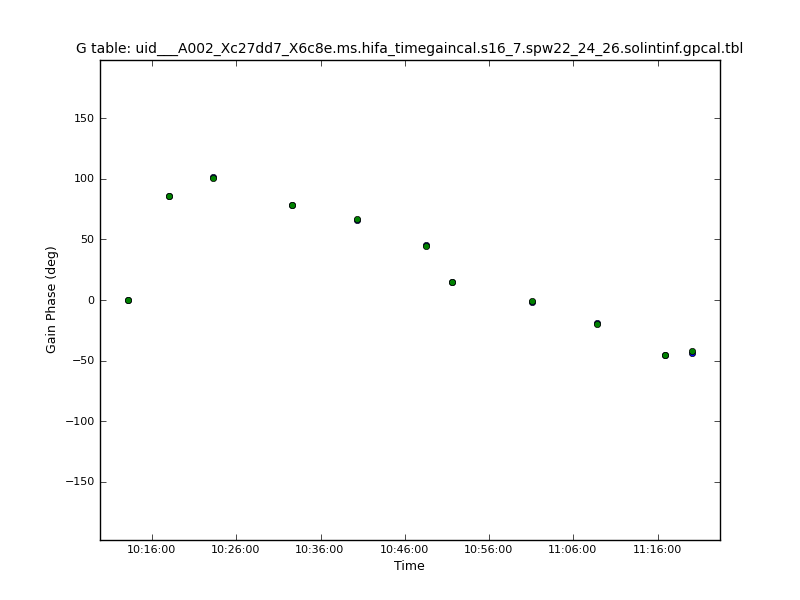 G table: uid___A002_Xc27dd7_X6c8e.ms.hifa_timegaincal.s16_7.spw22_24_26.solintinf.gpcal.tbl
150
100
50
0
−50
−100
−150
Gain Phase (deg)
10:16:00 10:26:00 10:36:00 10:46:00 10:56:00 11:06:00 11:16:00
Time